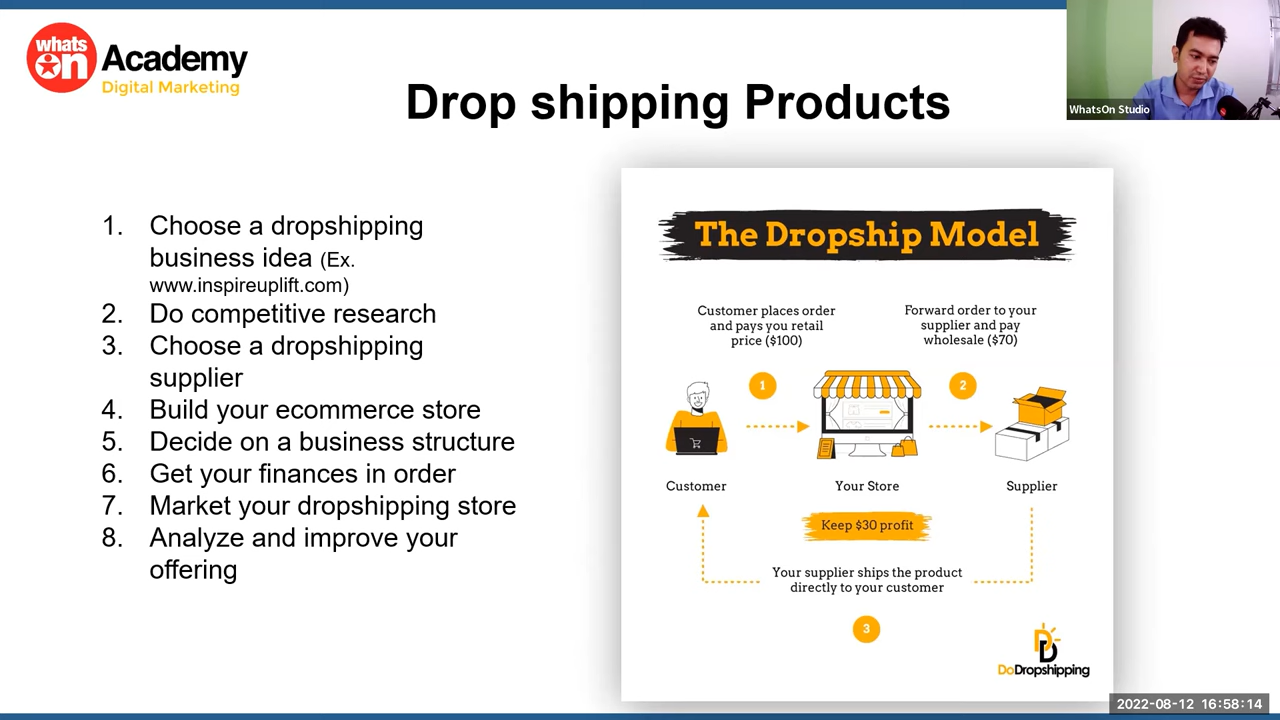 whats
on
Academy
Digital Marketing
Drop shipping Products
WhatsOn Studio
1. Choose a dropshipping
business idea (Ex.
www.inspireuplift.com)
2. Do competitive research
3. Choose a dropshipping
supplier
4. Build your ecommerce store
5. Decide on a business structure
6. Get your finances in order
7. Market your dropshipping store
8. Analyze and improve your
offering
The Dropship Model
Customer places order
and pays you retail
price ($100)
Forward order to your
supplier and pay
wholesale ($70)
1
2
Customer
Your Store
Supplier
Keep $30 profit
Your supplier ships the product
directly to your customer
3
DoDropshipping
2022-08-12 16:58:14